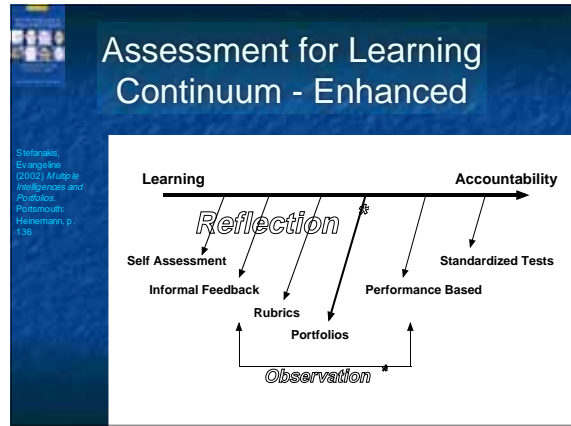 Assessment for Learning
Continuum - Enhanced
Stefanakis,
Evangeline
(2002) Multiple
Intelligences and
Portfolios.
Portsmouth:
Heinemann, p.
136
Learning
Accountability
Reflection *
Self Assessment
Standardized Tests
Informal Feedback
Performance Based
Rubrics
Portfolios
Observation *